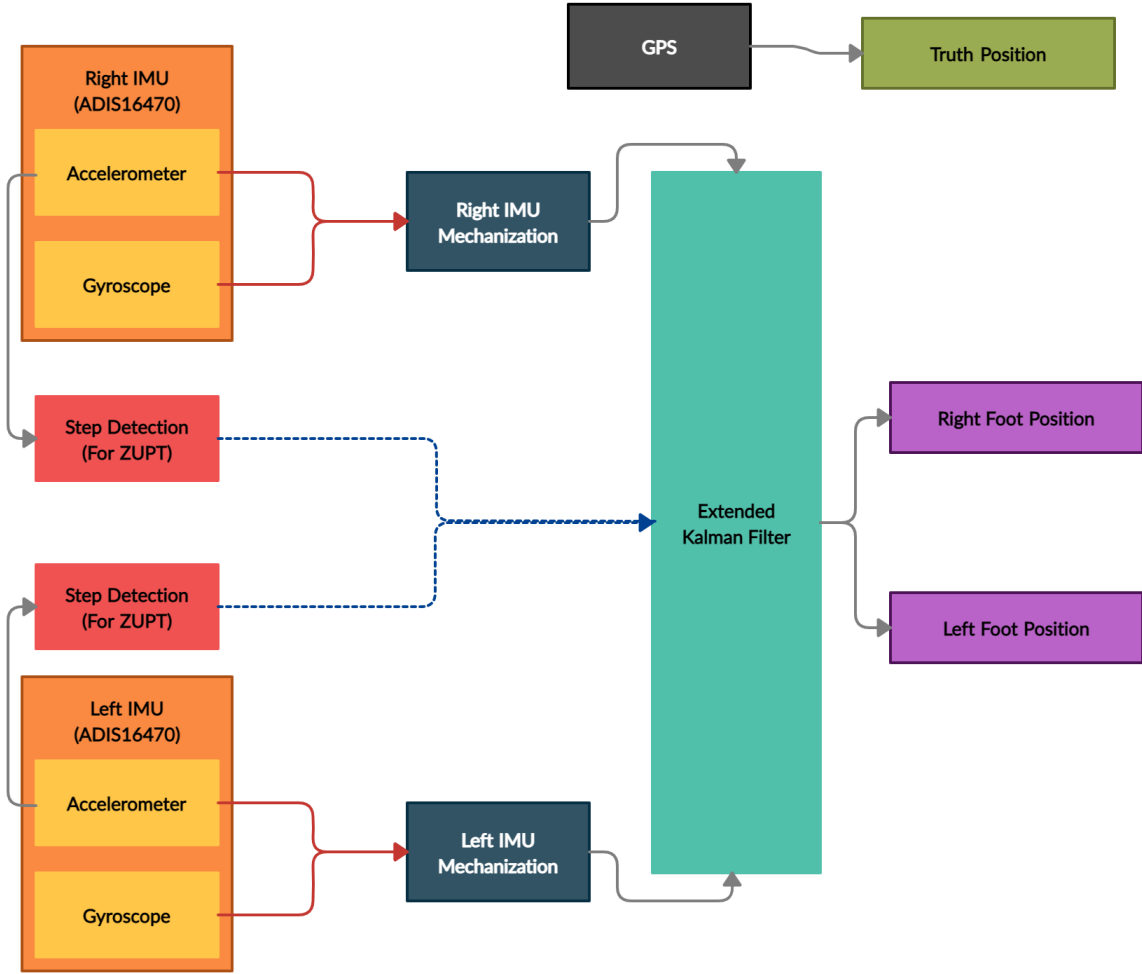 GPS
Truth Position
Right IMU
(ADIS16470)
Accelerometer
Gyroscope
Right IMU
Mechanization
Step Detection
(For ZUPT)
Extended
Kalman Filter
Right Foot Position
Step Detection
(For ZUPT)
Left Foot Position
Left IMU
(ADIS16470)
Accelerometer
Gyroscope
Left IMU
Mechanization